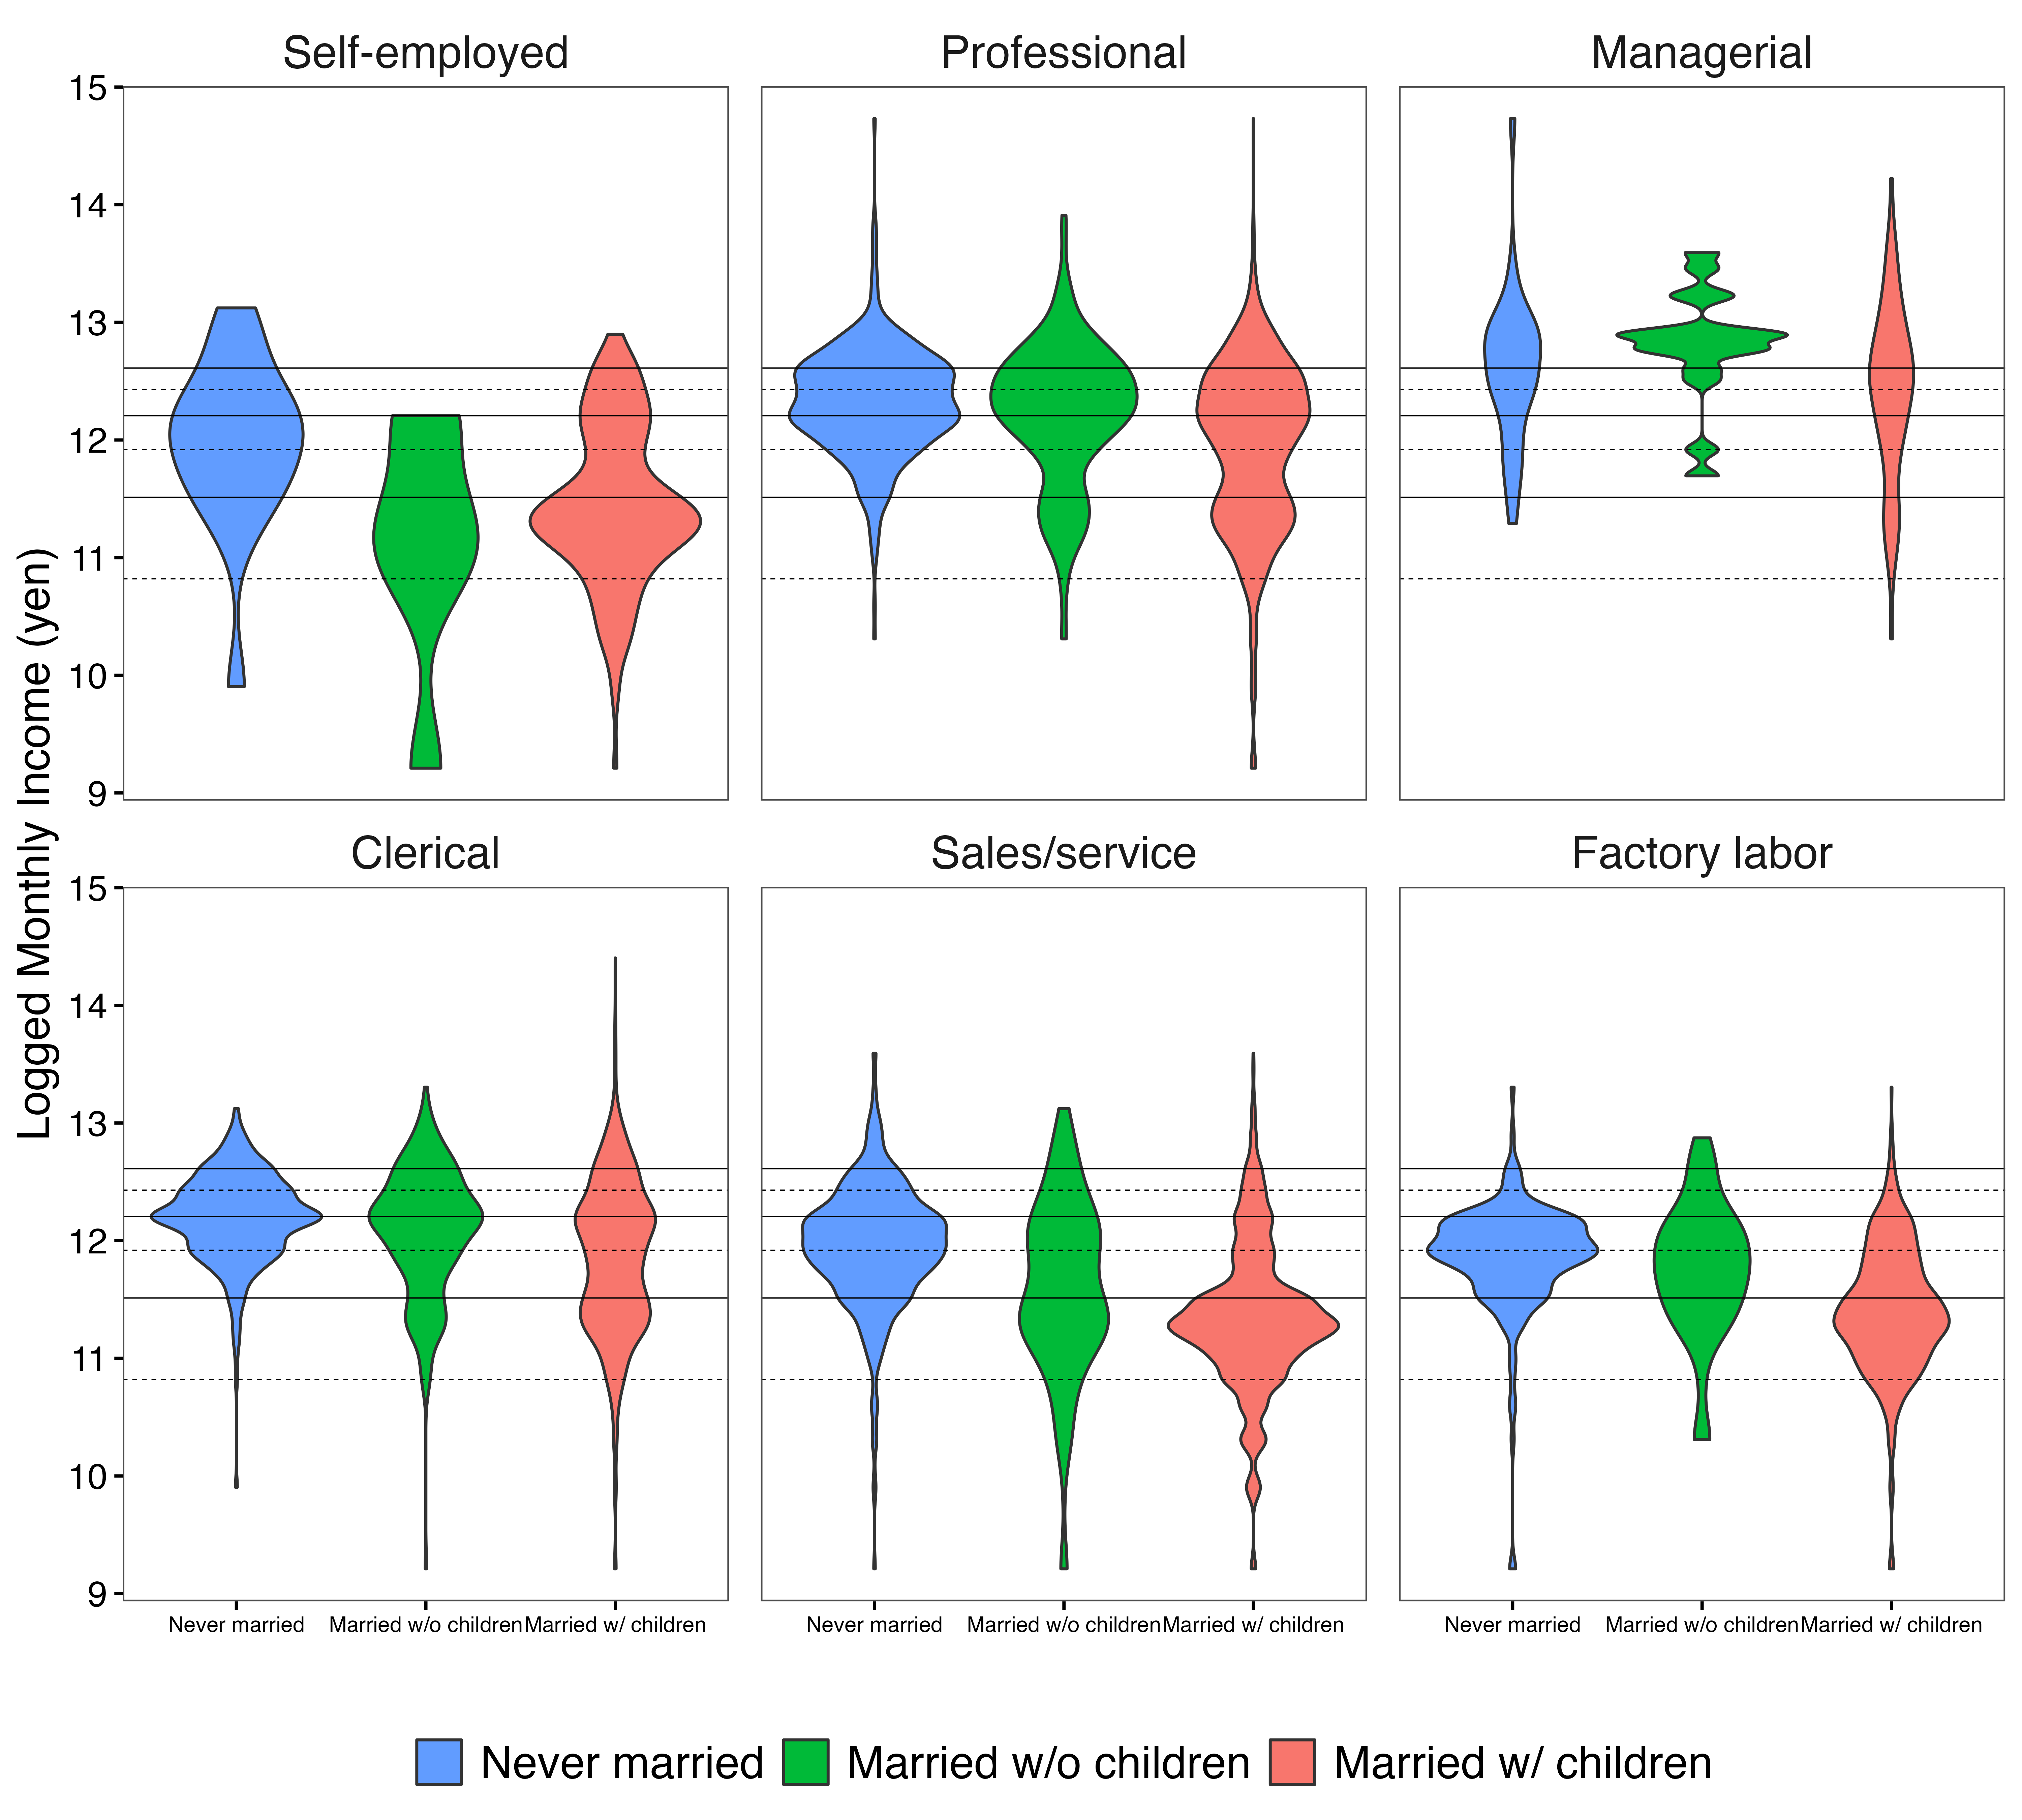 Self-employed
Professional
Managerial
Logged Monthly Income (yen)
15
14
13
12
11
10
9
Clerical
Sales/service
Factory labor
15
14
13
12
11
10
9
Never married Married w/o children Married w/ children
Never married Married w/o children Married w/ children
Never married Married w/o children Married w/ children
Never married Married w/o children Married w/ children